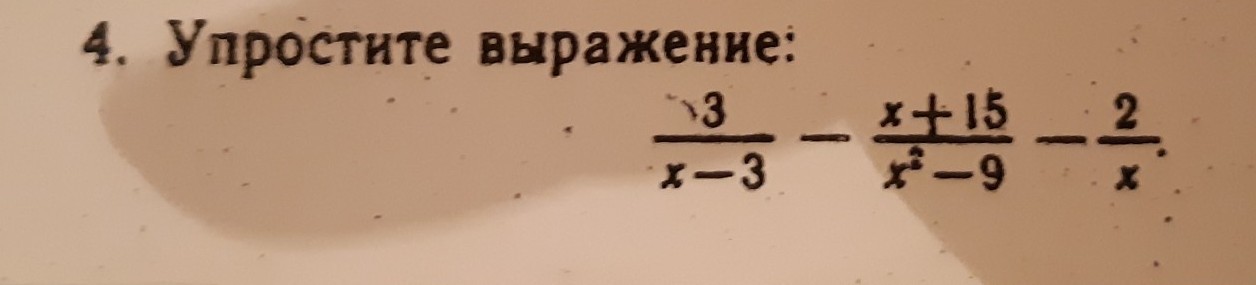 4. Упростите выражение:
3/(x−3) − (x+15)/(x²−9) − 2/x.